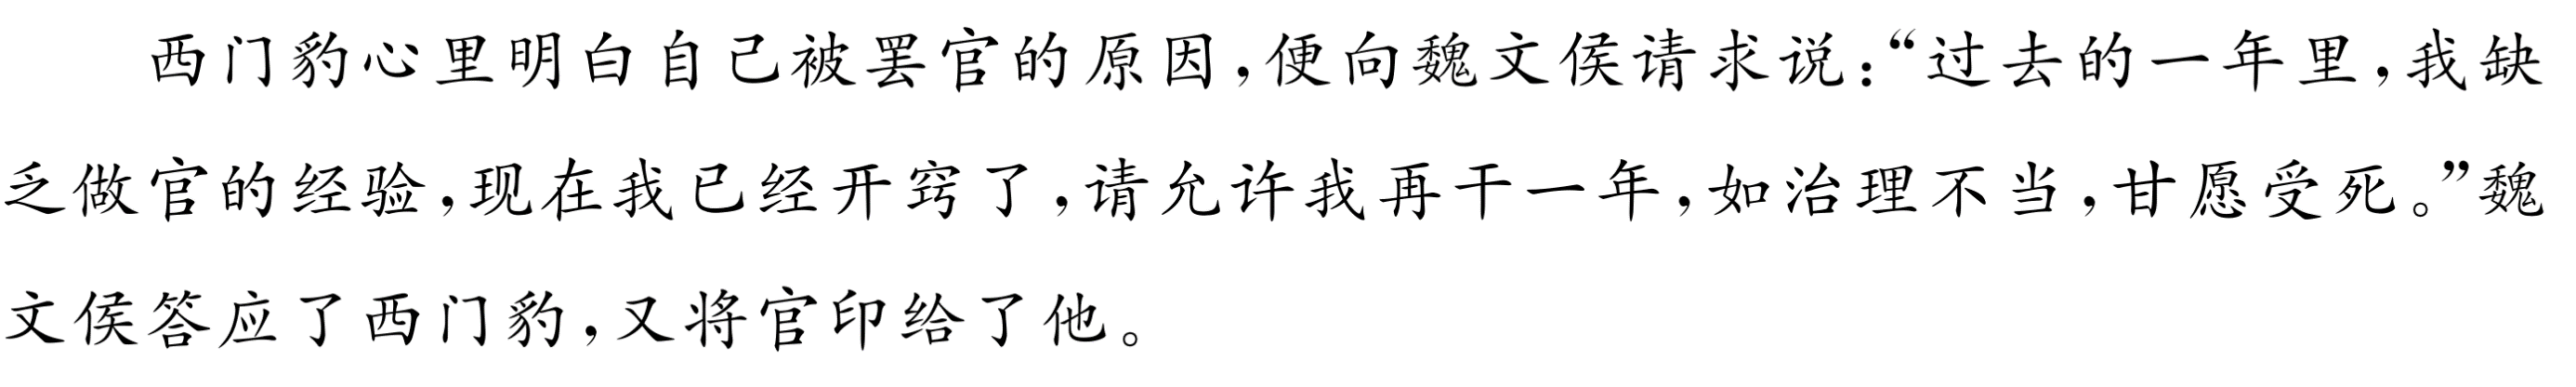 西门豹心里明白自己被罢官的原因，便向魏文侯请求说：“过去的一年里，我缺
乏做官的经验，现在我已经开窍了，请允许我再干一年，如治理不当，甘愿受死。”魏
文侯答应了西门豹，又将官印给了他。